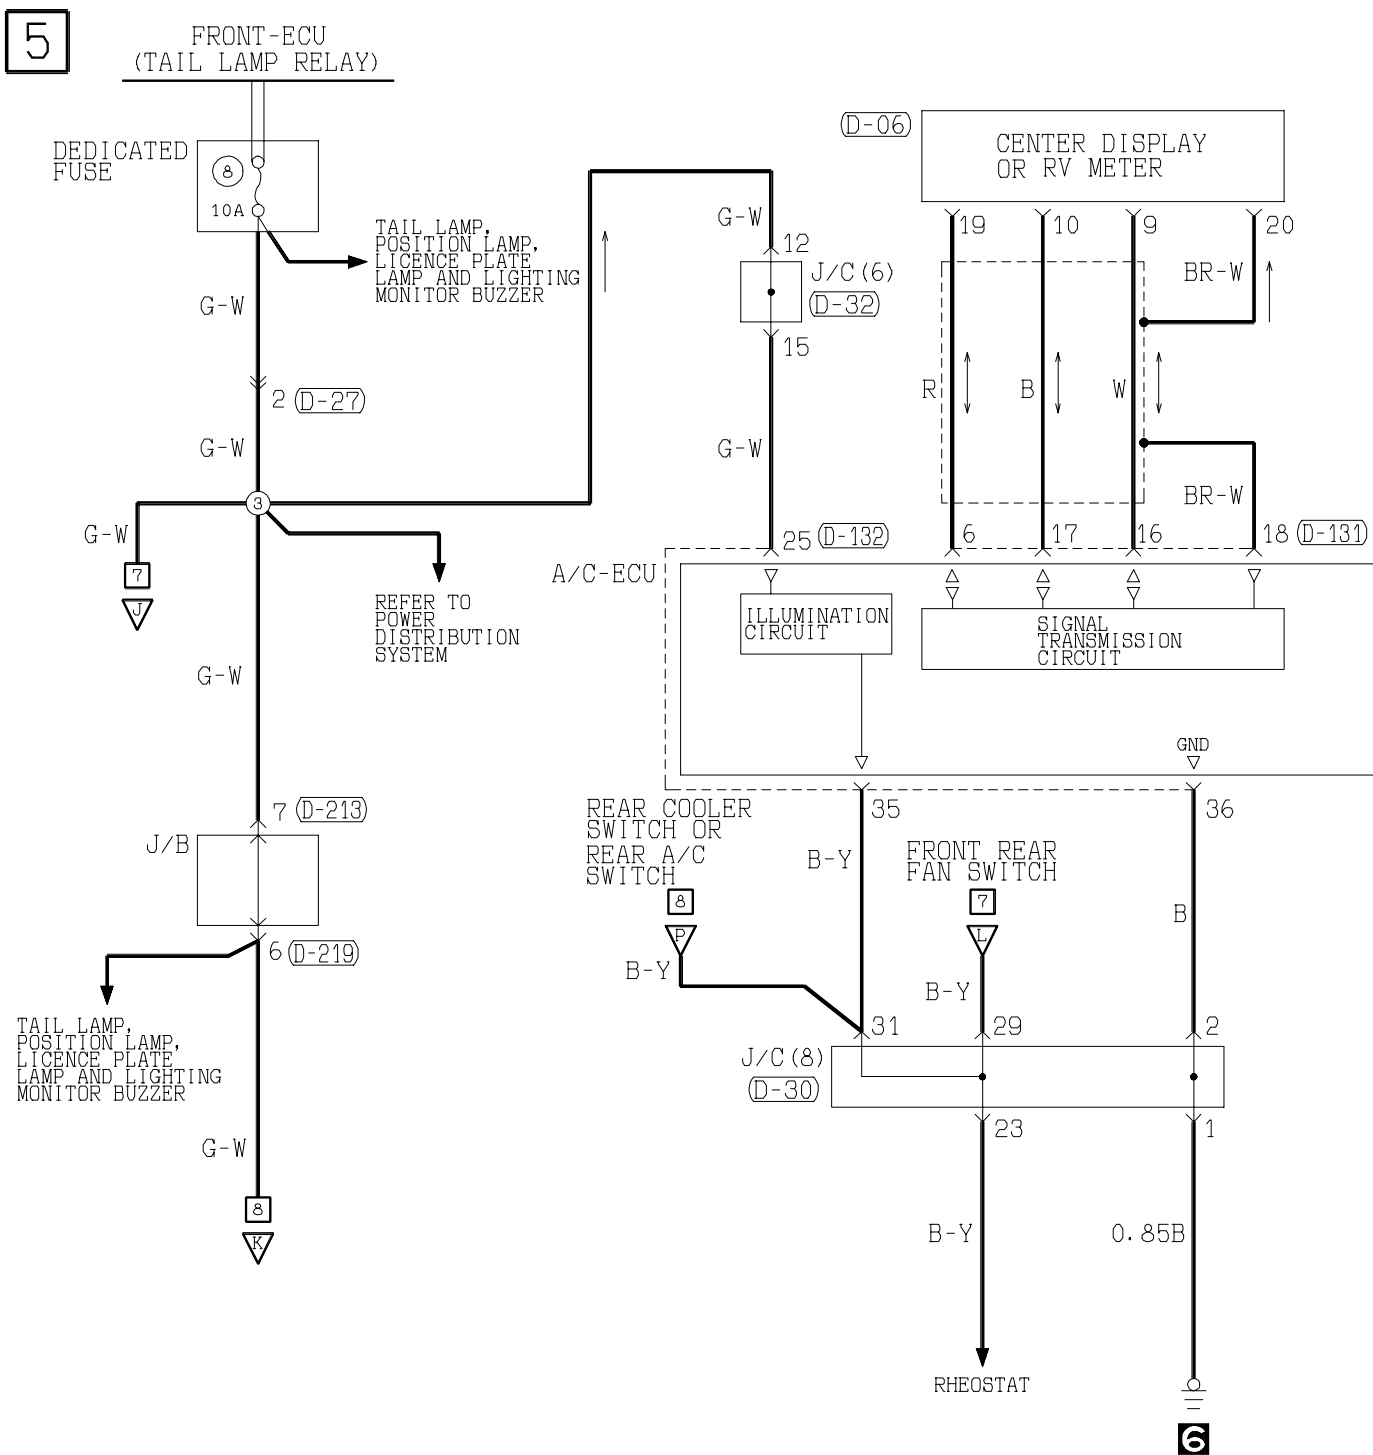 5
FRONT-ECU
(TAIL LAMP RELAY)
DEDICATED
FUSE
8
10A
TAIL LAMP,
POSITION LAMP,
LICENCE PLATE
LAMP AND LIGHTING
MONITOR BUZZER
G-W
2 (D-27)
G-W
3
G-W
7
J
REFER TO
POWER
DISTRIBUTION
SYSTEM
G-W
7 (D-213)
J/B
6 (D-219)
TAIL LAMP,
POSITION LAMP,
LICENCE PLATE
LAMP AND LIGHTING
MONITOR BUZZER
G-W
8
K
G-W
12
J/C(6)
(D-32)
15
G-W
25 (D-132)
(D-06)
CENTER DISPLAY
OR RV METER
19 10 9 20
BR-W
R B W
BR-W
6 17 16 18 (D-131)
A/C-ECU
ILLUMINATION
CIRCUIT
SIGNAL
TRANSMISSION
CIRCUIT
GND
35 36
REAR COOLER
SWITCH OR
REAR A/C
SWITCH
8
P
B-Y
B-Y
FRONT REAR
FAN SWITCH
7
L
B-Y
B
31 29 2
J/C(8)
(D-30)
23 1
B-Y
0.85B
RHEOSTAT
6